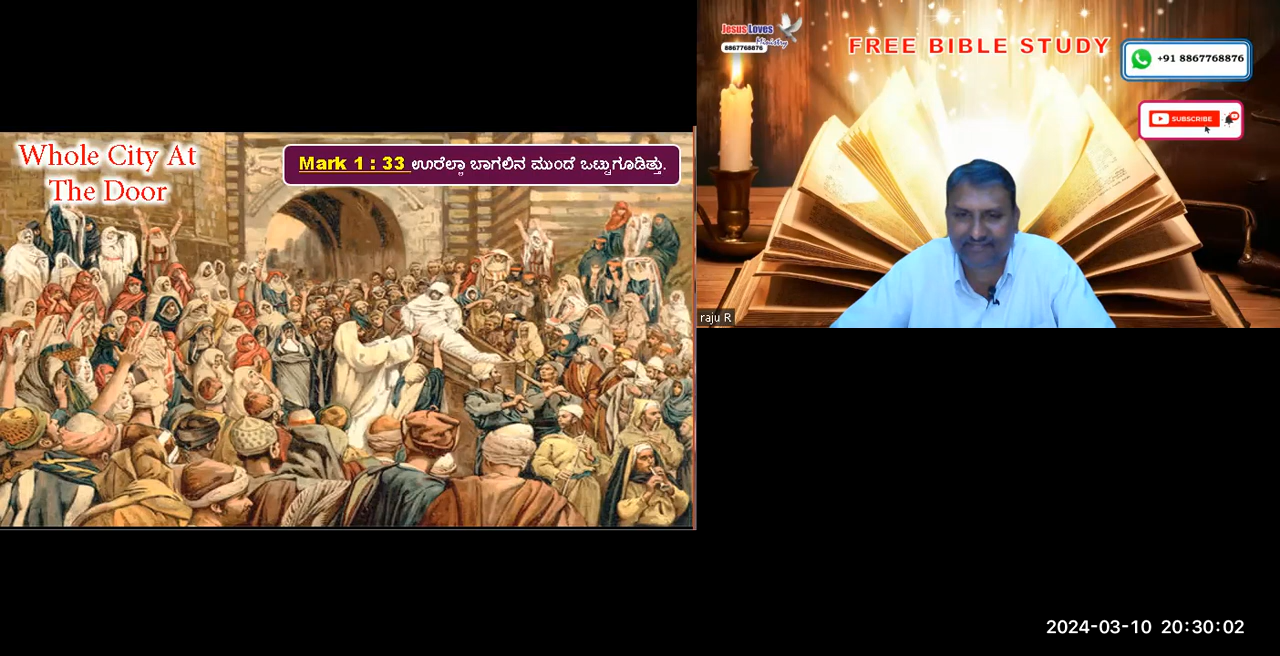 Whole City At
The Door
Mark 1 : 33 ಊರೆಲ್ಲಾ ಬಾಗಲಿನ ಮುಂದೆ ಒಟ್ಟುಗೂಡಿತ್ತು.
Jesus Loves
Ministry
8867768876
FREE BIBLE STUDY
+91 8867768876
SUBSCRIBE
raju R
2024-03-10 20:30:02